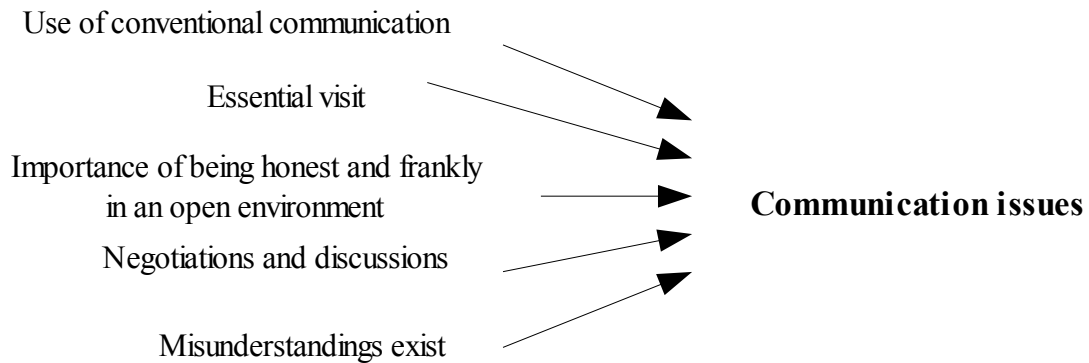 Use of conventional communication
Essential visit
Importance of being honest and frankly
in an open environment
Communication issues
Negotiations and discussions
Misunderstandings exist